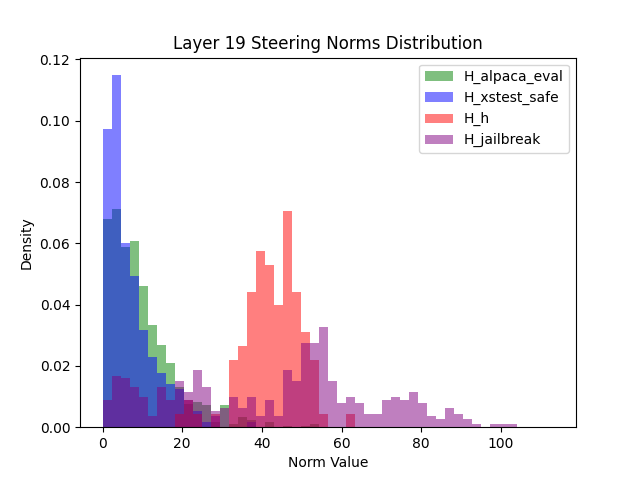 Layer 19 Steering Norms Distribution
H_alpaca_eval
H_xstest_safe
H_h
H_jailbreak
0.12
0.10
0.08
0.06
0.04
0.02
0.00
Density
0 20 40 60 80 100
Norm Value